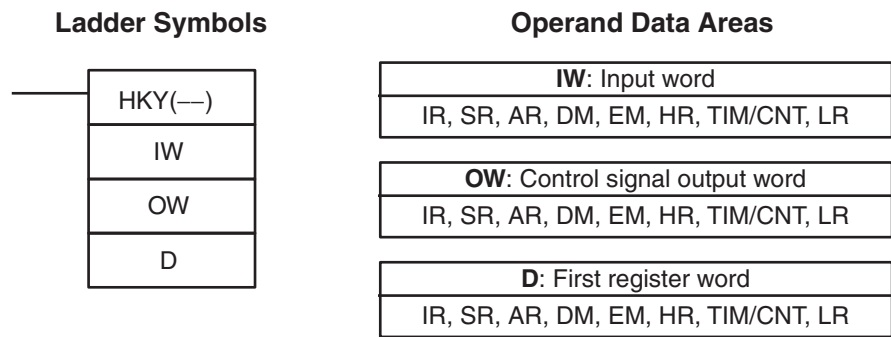 Ladder Symbols
HKY(––)
IW
OW
D
Operand Data Areas
IW: Input word
IR, SR, AR, DM, EM, HR, TIM/CNT, LR
OW: Control signal output word
IR, SR, AR, DM, EM, HR, TIM/CNT, LR
D: First register word
IR, SR, AR, DM, EM, HR, TIM/CNT, LR